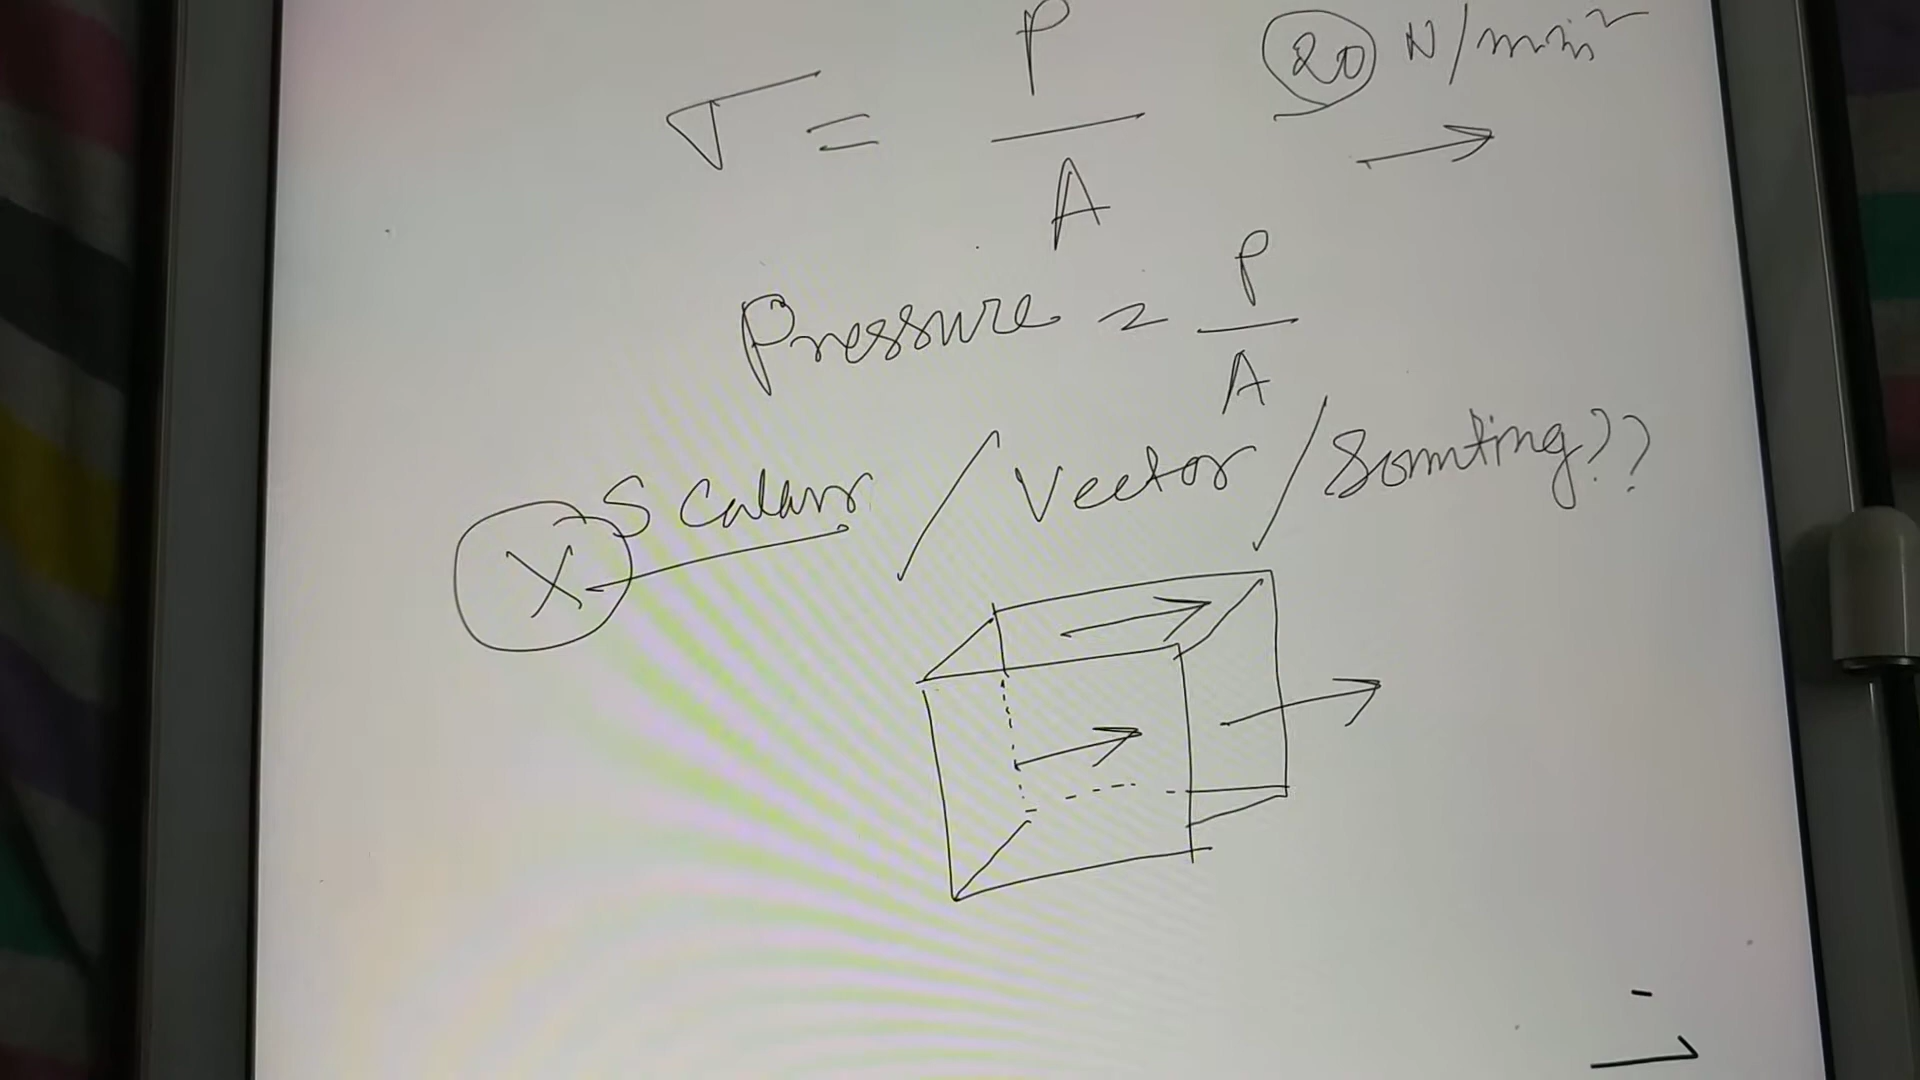 σ = P/A 20 N/mm²
Pressure = P/A
X Scalar / Vector / Somting??